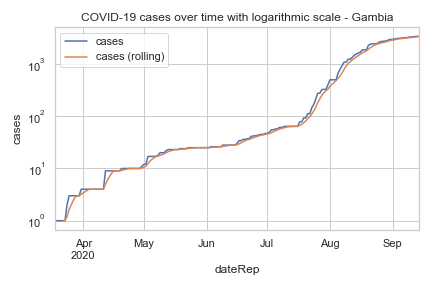 COVID-19 cases over time with logarithmic scale - Gambia
cases
cases (rolling)
10³
10²
10¹
10⁰
cases
Apr
2020
May
Jun
Jul
Aug
Sep
dateRep